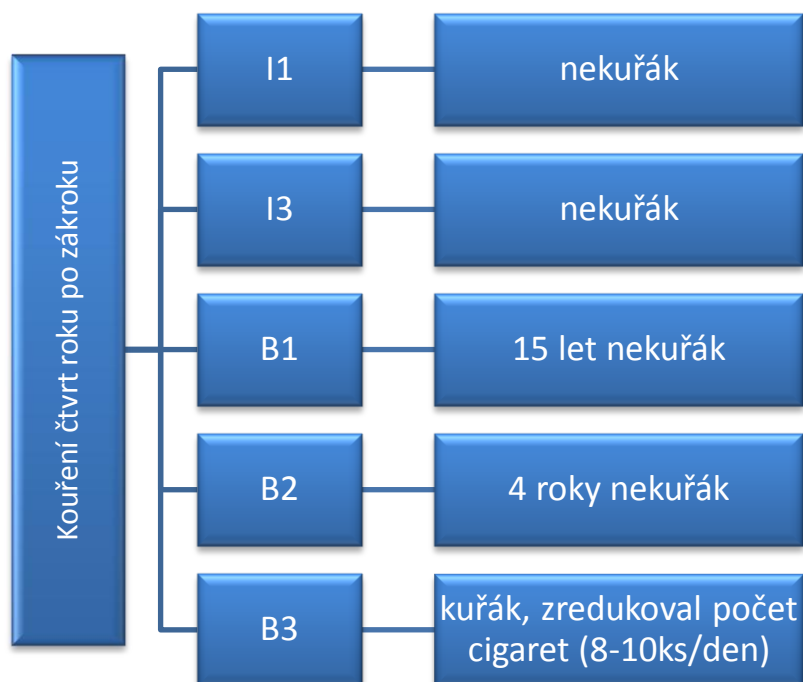 Kouření čtvrt roku po zákroku
I1
nekuřák
I3
nekuřák
B1
15 let nekuřák
B2
4 roky nekuřák
B3
kuřák, zredukoval počet
cigaret (8-10ks/den)